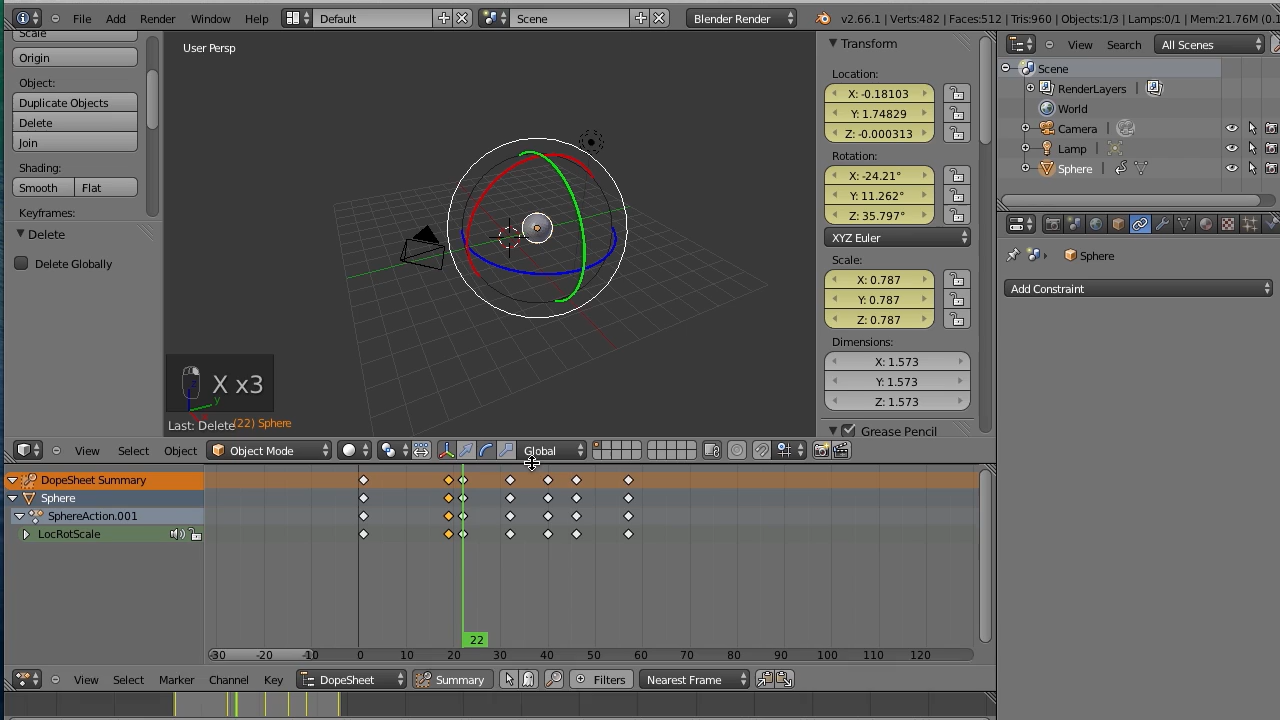 File Add Render Window Help Default Scene Blender Render v2.66.1 | Verts:482 | Faces:512 | Tris:960 | Objects:1/3 | Lamps:0/1 | Mem:21.76M (0.1
Scale
Origin
Object:
Duplicate Objects
Delete
Join
Shading:
Smooth Flat
Keyframes:
Delete
Delete Globally
User Persp
X x3
Last: Delete
(22) Sphere
y
Transform
Location:
X: -0.18103
Y: 1.74829
Z: -0.000313
Rotation:
X: -24.21°
Y: 11.262°
Z: 35.797°
XYZ Euler
Scale:
X: 0.787
Y: 0.787
Z: 0.787
Dimensions:
X: 1.573
Y: 1.573
Z: 1.573
Grease Pencil
View Search All Scenes
Scene
RenderLayers |
World
Camera |
Lamp |
Sphere |
Sphere
Add Constraint
View Select Object Object Mode Global
DopeSheet Summary
Sphere
SphereAction.001
LocRotScale
22
-30 -20 -10 0 10 20 30 40 50 60 70 80 90 100 110 120
View Select Marker Channel Key DopeSheet Summary Filters Nearest Frame